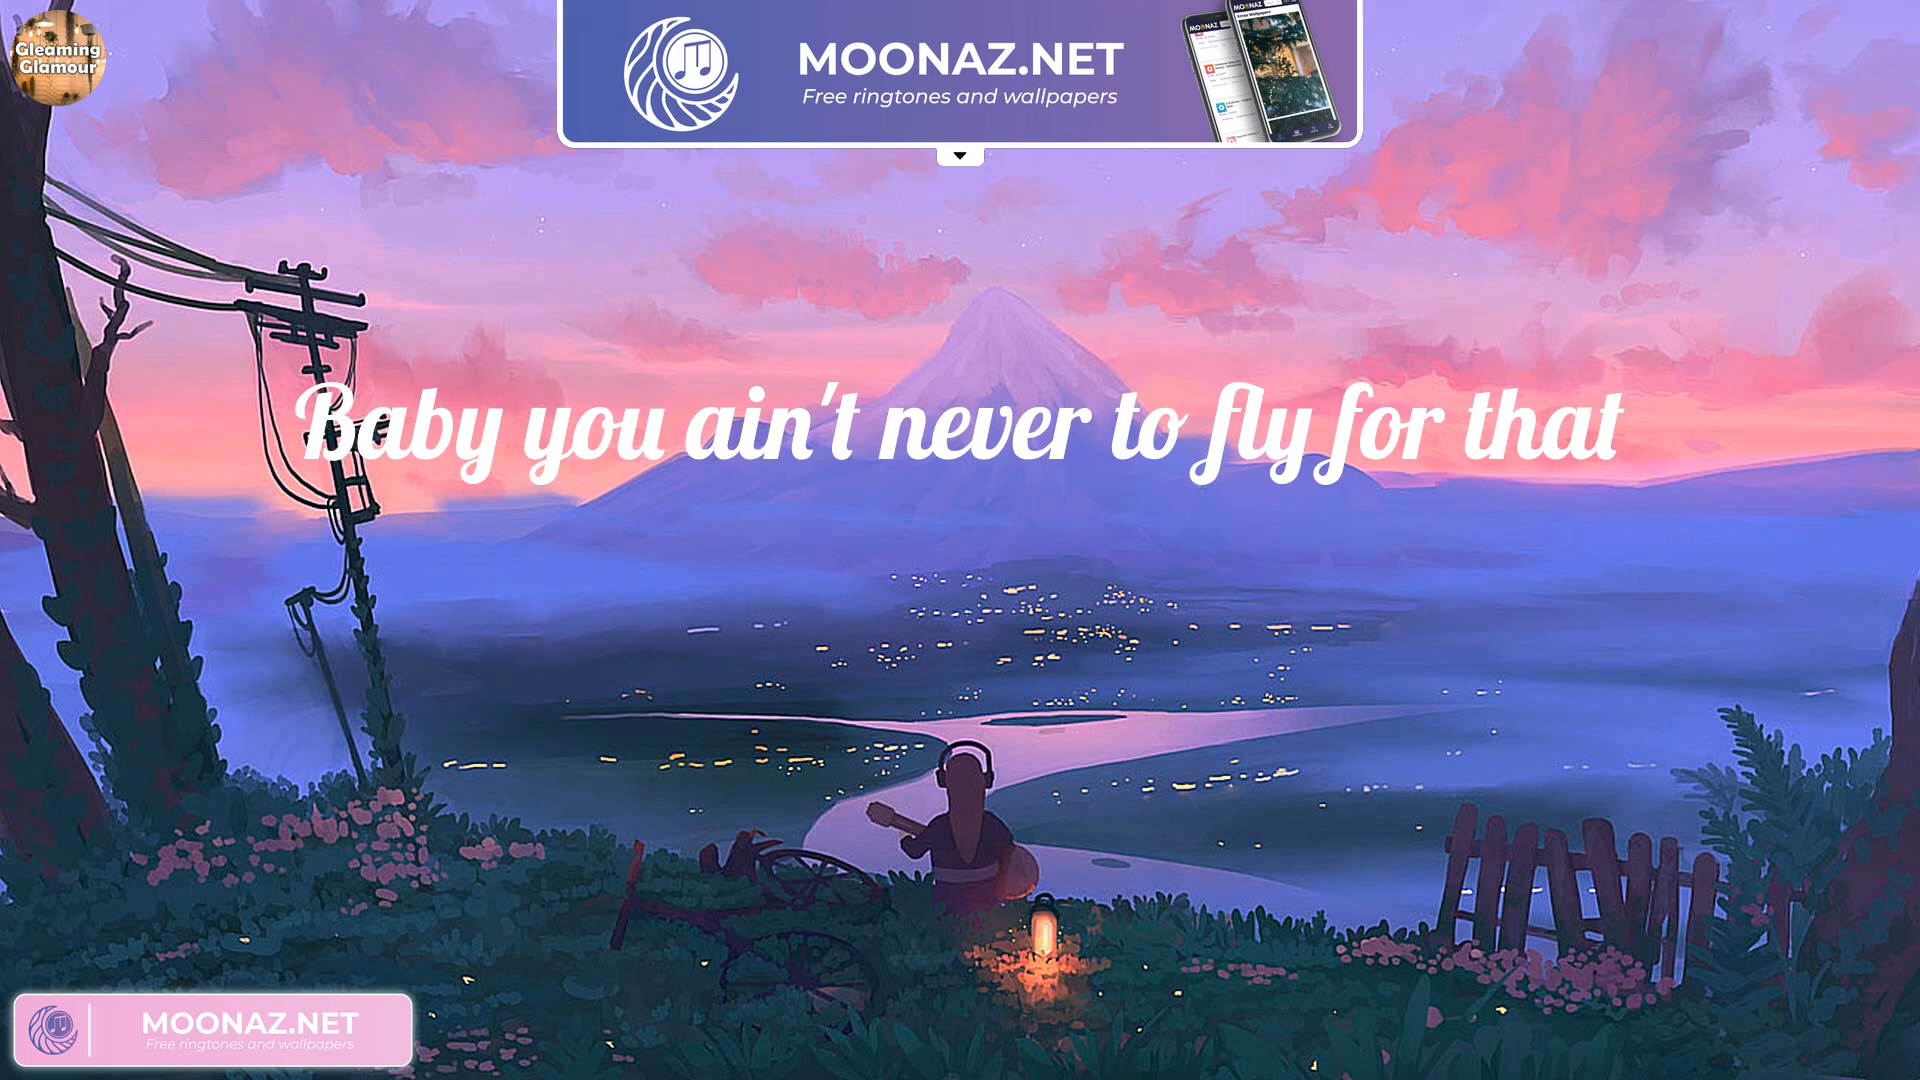 Gleaming
Glamour
MOONAZ.NET
Free ringtones and wallpapers
Baby you ain't never to fly for that
MOONAZ.NET
Free ringtones and wallpapers